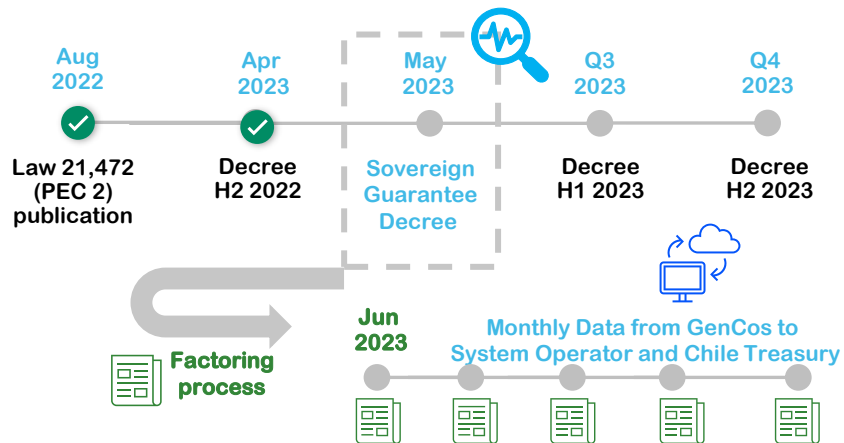 Aug
2022
Apr
2023
May
2023
Q3
2023
Q4
2023
Law 21,472
(PEC 2)
publication
Decree
H2 2022
Sovereign
Guarantee
Decree
Decree
H1 2023
Decree
H2 2023
Factoring
process
Jun
2023
Monthly Data from GenCos to
System Operator and Chile Treasury